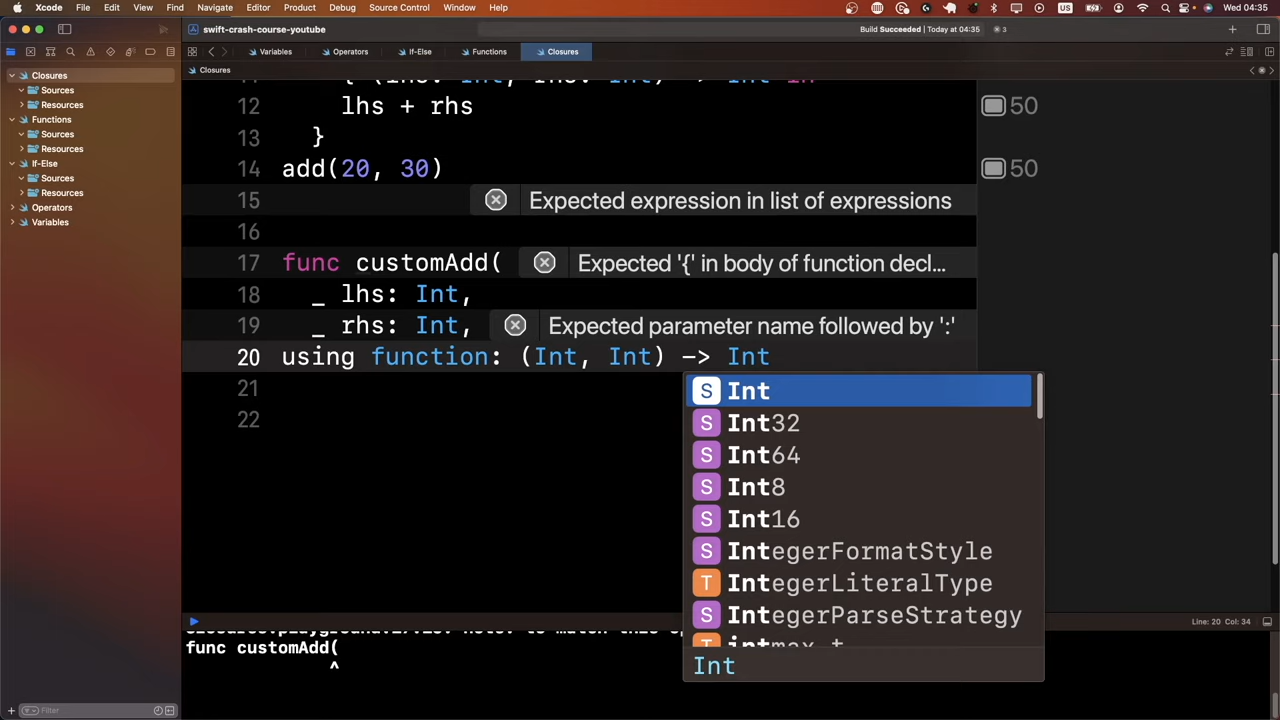 Xcode File Edit View Find Navigate Editor Product Debug Source Control Window Help US Wed 04:35
swift-crash-course-youtube Build Succeeded | Today at 04:35 3
Variables Operators If-Else Functions Closures
Closures
Closures
Sources
Resources
Functions
Sources
Resources
If-Else
Sources
Resources
Operators
Variables
Filter
12 lhs + rhs 50
13 }
14 add(20, 30) 50
15 Expected expression in list of expressions
16
17 func customAdd( Expected '{' in body of function decl...
18 _ lhs: Int,
19 _ rhs: Int, Expected parameter name followed by ':'
20 using function: (Int, Int) -> Int
21
22
Int
Int32
Int64
Int8
Int16
IntegerFormatStyle
IntegerLiteralType
IntegerParseStrategy
intmax_t
Int
Line: 20 Col: 34
func customAdd(
^